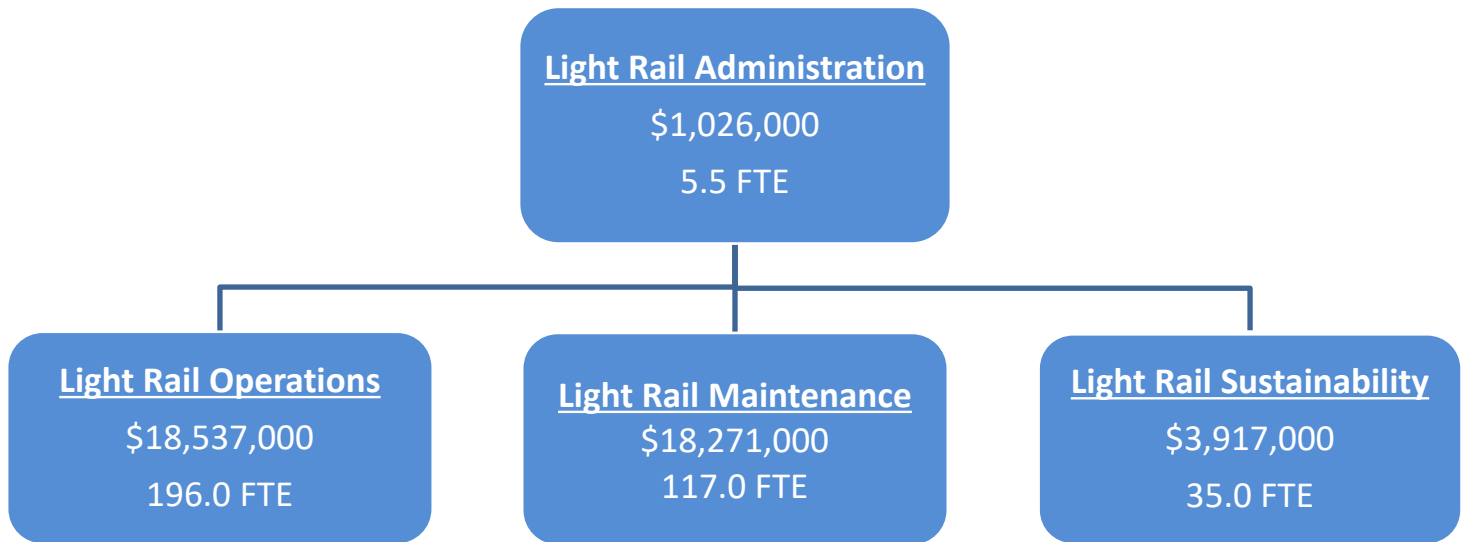 Light Rail Administration
$1,026,000
5.5 FTE
Light Rail Operations
$18,537,000
196.0 FTE
Light Rail Maintenance
$18,271,000
117.0 FTE
Light Rail Sustainability
$3,917,000
35.0 FTE